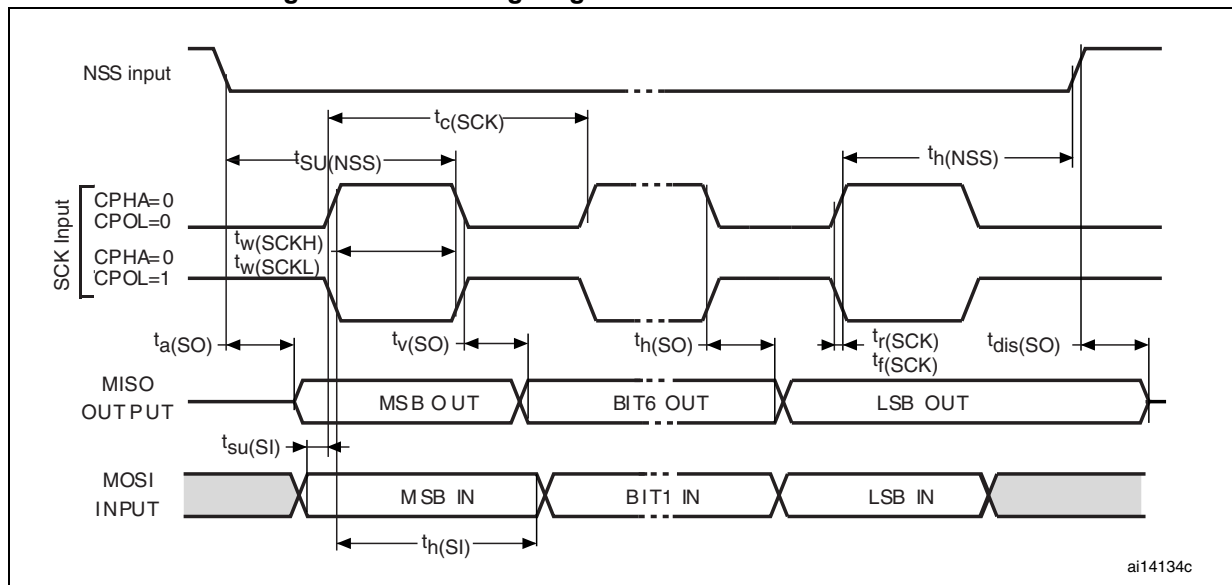 NSS input
tc(SCK)
tSU(NSS)
th(NSS)
SCK Input
CPHA=0
CPOL=0
tw(SCKH)
tw(SCKL)
CPHA=0
CPOL=1
ta(SO)
tv(SO)
th(SO)
tr(SCK)
tf(SCK)
tdis(SO)
MISO
OUTPUT
MSB OUT
BIT6 OUT
LSB OUT
tsu(SI)
MOSI
INPUT
MSB IN
BIT1 IN
LSB IN
th(SI)
ai14134c